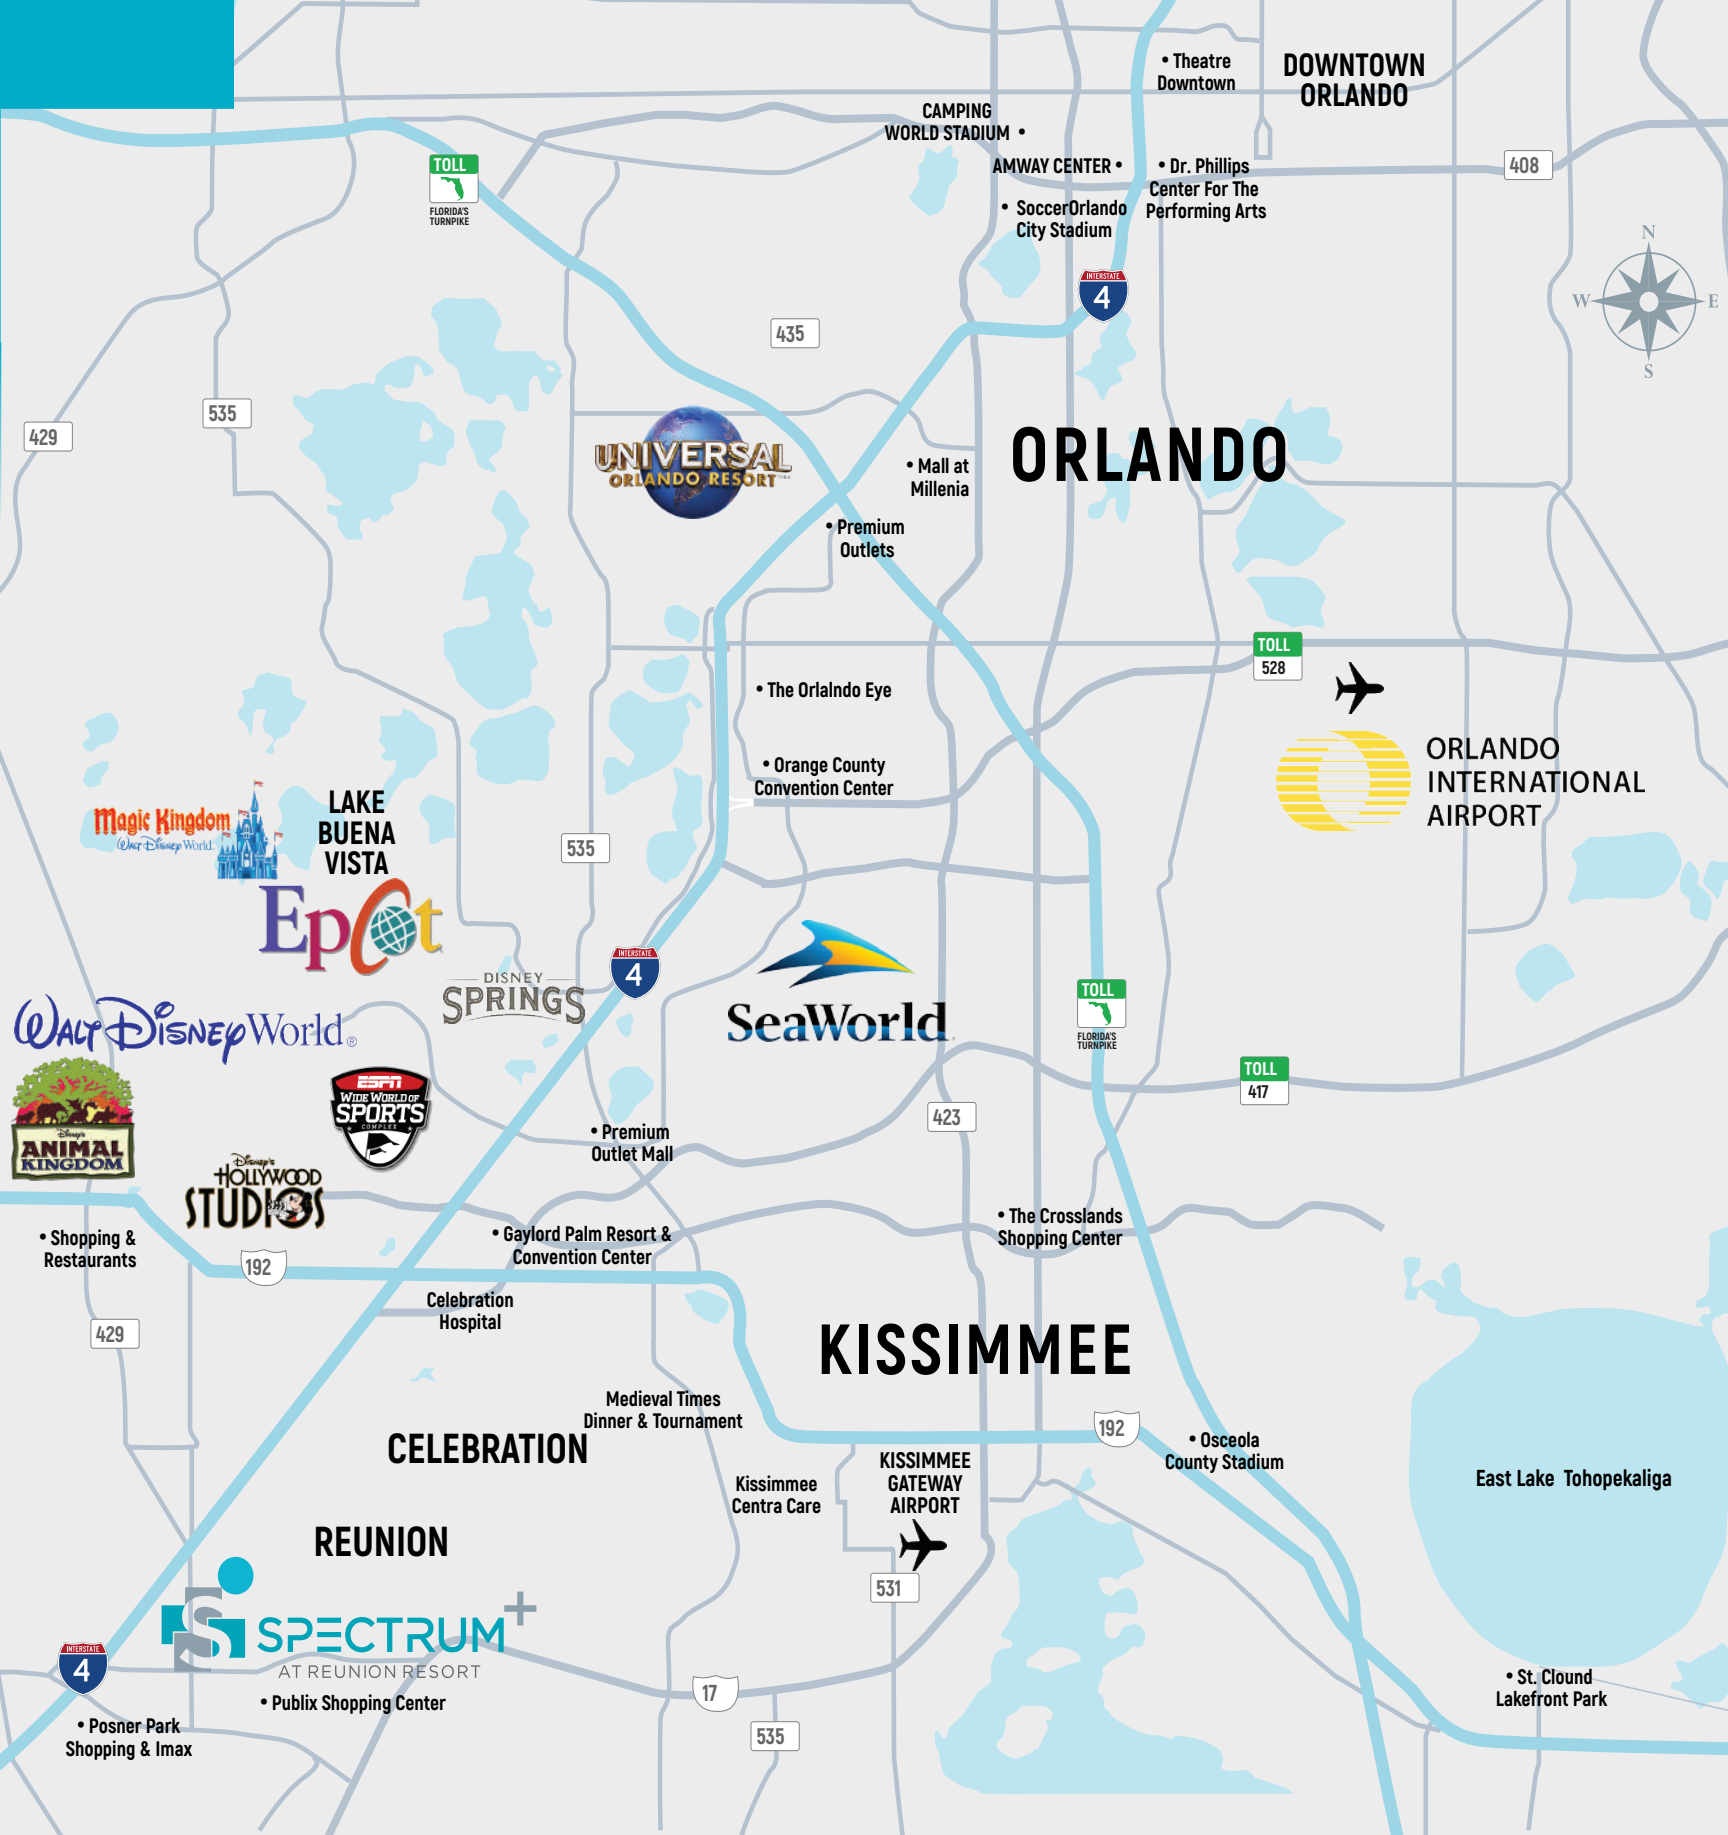 • Theatre
Downtown
DOWNTOWN
ORLANDO
CAMPING
WORLD STADIUM •
AMWAY CENTER •
• Dr. Phillips
Center For The
Performing Arts
408
TOLL
FLORIDA'S
TURNPIKE
• SoccerOrlando
City Stadium
N
W
E
S
INTERSTATE
4
435
535
429
UNIVERSAL
ORLANDO RESORT
• Mall at
Millenia
ORLANDO
• Premium
Outlets
TOLL
528
• The Orlalndo Eye
ORLANDO
INTERNATIONAL
AIRPORT
• Orange County
Convention Center
Magic Kingdom
Walt Disney World
LAKE
BUENA
VISTA
535
Epcot
INTERSTATE
4
DISNEY
SPRINGS
SeaWorld
TOLL
FLORIDA'S
TURNPIKE
WALT DISNEY World®
ESPN
WIDE WORLD OF
SPORTS
COMPLEX
TOLL
417
423
Disney's
ANIMAL
KINGDOM
• Premium
Outlet Mall
Disney's
HOLLYWOOD
STUDIOS
• Shopping &
Restaurants
192
• Gaylord Palm Resort &
Convention Center
• The Crosslands
Shopping Center
Celebration
Hospital
429
KISSIMMEE
Medieval Times
Dinner & Tournament
192
CELEBRATION
• Osceola
County Stadium
Kissimmee
Centra Care
KISSIMMEE
GATEWAY
AIRPORT
East Lake Tohopekaliga
REUNION
531
S
SPECTRUM+
AT REUNION RESORT
INTERSTATE
4
• Publix Shopping Center
17
535
• Posner Park
Shopping & Imax
• St. Clound
Lakefront Park